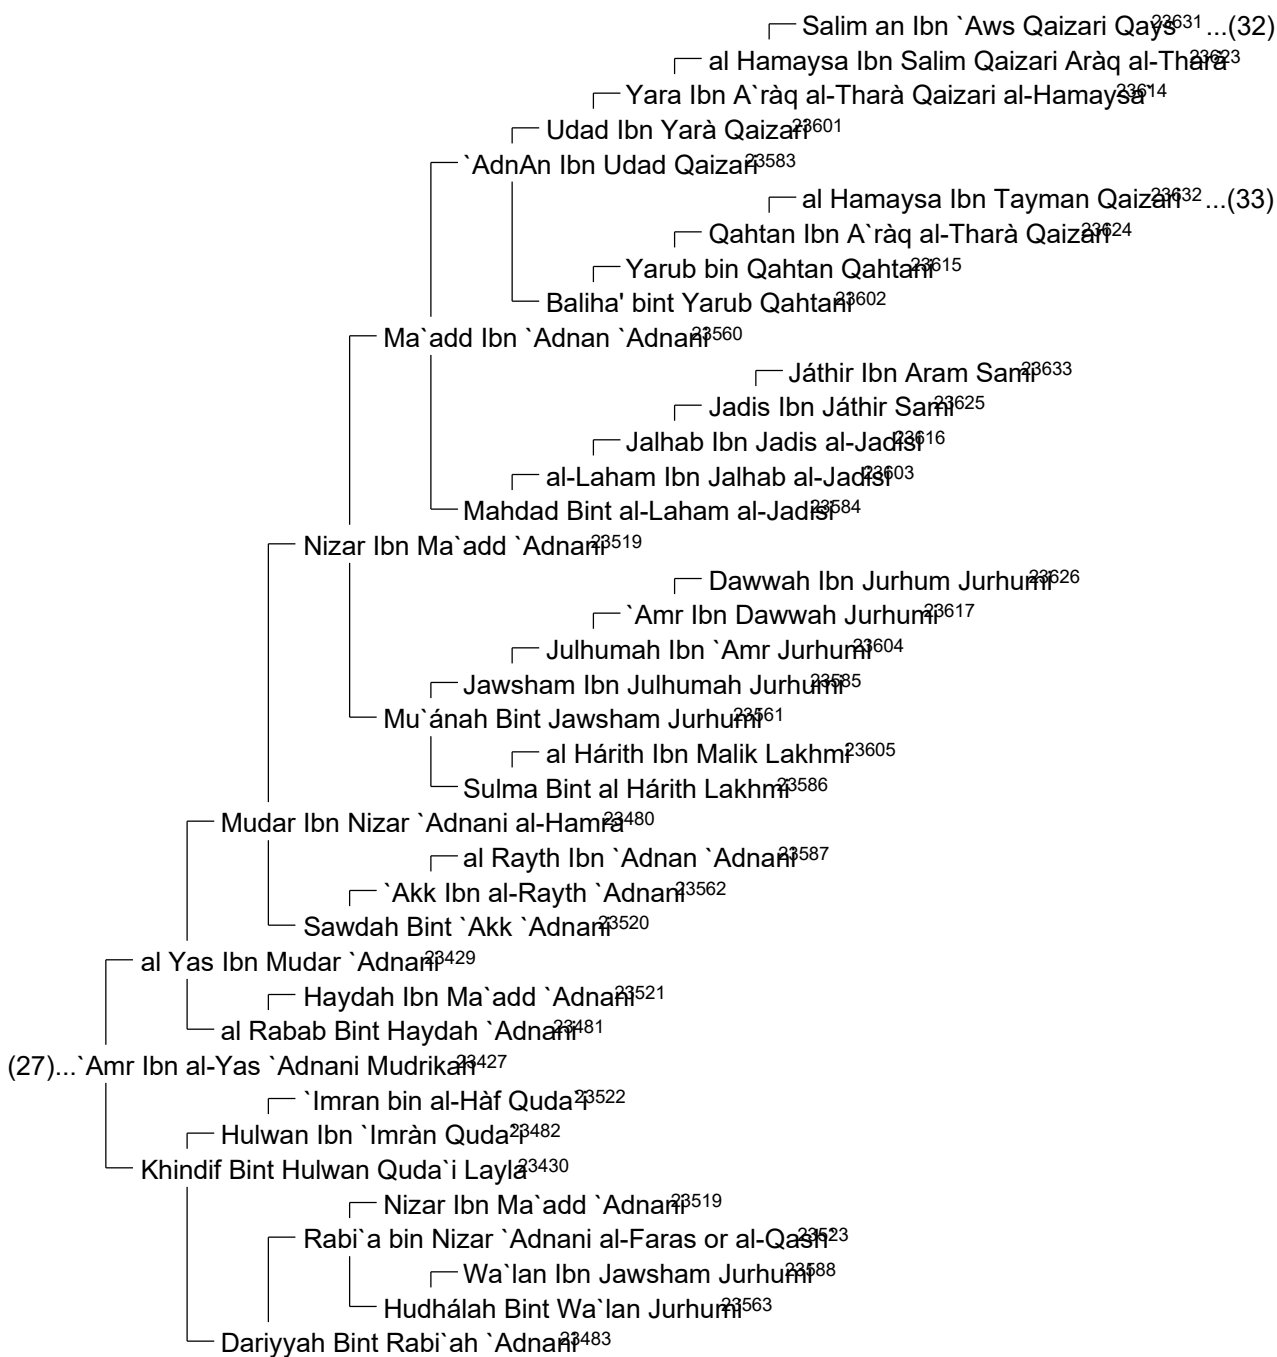 Salim an Ibn `Aws Qaizari Qays23631 ...(32)
al Hamaysa Ibn Salim Qaizari Aràq al-Tharà23623
Yara Ibn A`ràq al-Tharà Qaizari al-Hamaysa`23614
Udad Ibn Yarà Qaizari23601
`AdnAn Ibn Udad Qaizari23583
al Hamaysa Ibn Tayman Qaizari23632 ...(33)
Qahtan Ibn A`ràq al-Tharà Qaizari23624
Yarub bin Qahtan Qahtani23615
Baliha' bint Yarub Qahtani23602
Ma`add Ibn `Adnan `Adnani23560
Játhir Ibn Aram Sami23633
Jadis Ibn Játhir Sami23625
Jalhab Ibn Jadis al-Jadisi23616
al-Laham Ibn Jalhab al-Jadisi23603
Mahdad Bint al-Laham al-Jadisi23584
Nizar Ibn Ma`add `Adnani23519
Dawwah Ibn Jurhum Jurhumi23626
`Amr Ibn Dawwah Jurhumi23617
Julhumah Ibn `Amr Jurhumi23604
Jawsham Ibn Julhumah Jurhumi23585
Mu`ánah Bint Jawsham Jurhumi23561
al Hárith Ibn Malik Lakhmi23605
Sulma Bint al Hárith Lakhmi23586
Mudar Ibn Nizar `Adnani al-Hamra23480
al Rayth Ibn `Adnan `Adnani23587
`Akk Ibn al-Rayth `Adnani23562
Sawdah Bint `Akk `Adnani23520
al Yas Ibn Mudar `Adnani23429
Haydah Ibn Ma`add `Adnani23521
al Rabab Bint Haydah `Adnani23481
(27)...`Amr Ibn al-Yas `Adnani Mudrikah23427
`Imran bin al-Hàf Quda`i23522
Hulwan Ibn `Imràn Quda`i23482
Khindif Bint Hulwan Quda`i Layla23430
Nizar Ibn Ma`add `Adnani23519
Rabi`a bin Nizar `Adnani al-Faras or al-Qash`23523
Wa`lan Ibn Jawsham Jurhumi23588
Hudhálah Bint Wa`lan Jurhumi23563
Dariyyah Bint Rabi`ah `Adnani23483